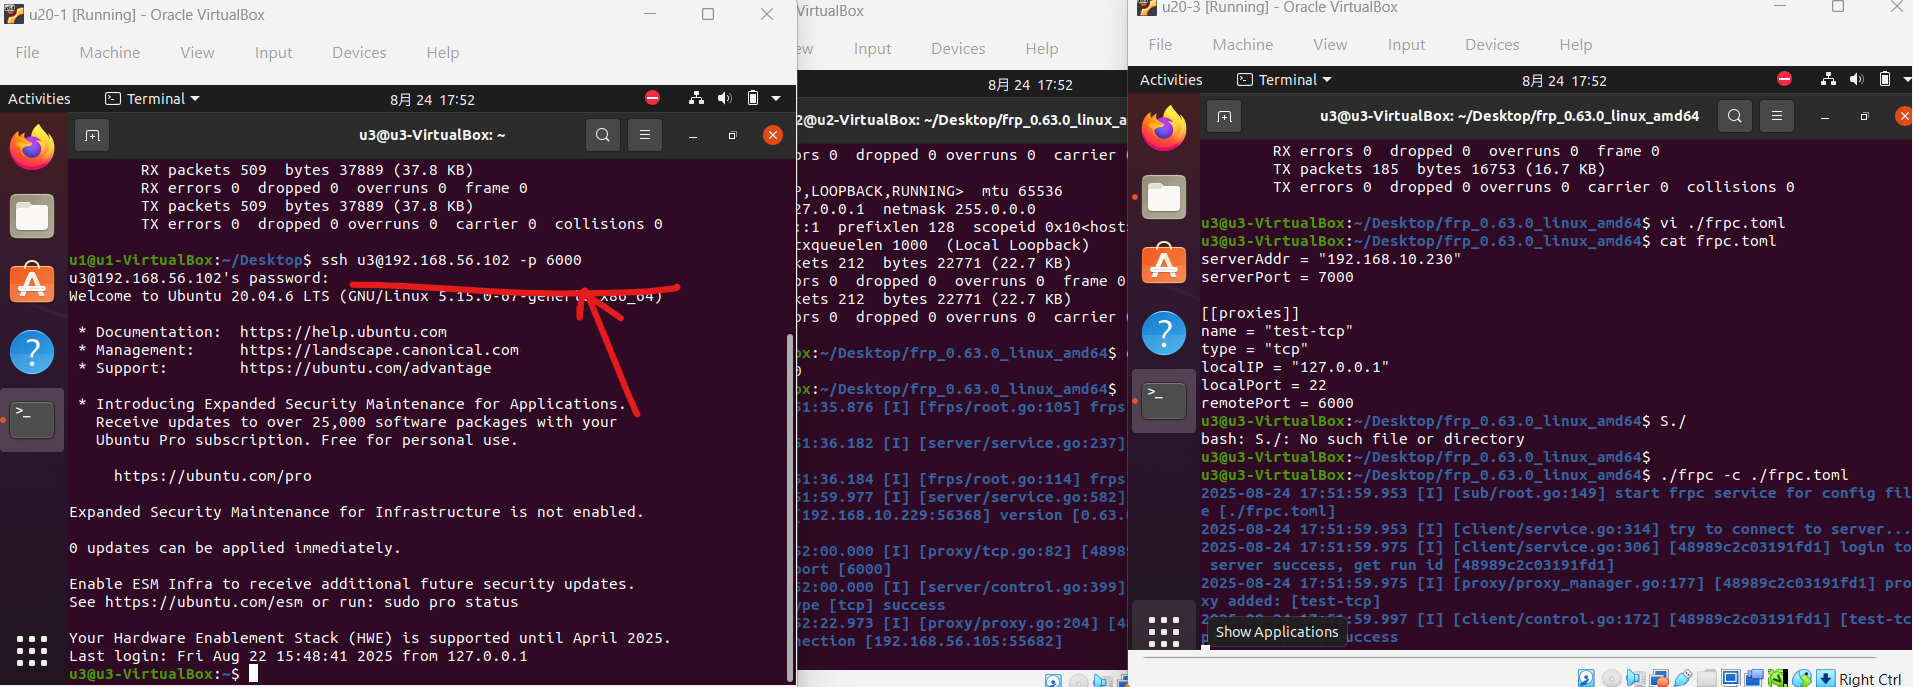 u20-1 [Running] - Oracle VirtualBox
File Machine View Input Devices Help
Activities Terminal 8月 24 17:52
u3@u3-VirtualBox: ~
RX packets 509 bytes 37889 (37.8 KB)
RX errors 0 dropped 0 overruns 0 frame 0
TX packets 509 bytes 37889 (37.8 KB)
TX errors 0 dropped 0 overruns 0 carrier 0 collisions 0
u1@u1-VirtualBox:~/Desktop$ ssh u3@192.168.56.102 -p 6000
u3@192.168.56.102's password:
Welcome to Ubuntu 20.04.6 LTS (GNU/Linux 5.15.0-67-generic x86_64)
* Documentation: https://help.ubuntu.com
* Management: https://landscape.canonical.com
* Support: https://ubuntu.com/advantage
* Introducing Expanded Security Maintenance for Applications.
Receive updates to over 25,000 software packages with your
Ubuntu Pro subscription. Free for personal use.
https://ubuntu.com/pro
Expanded Security Maintenance for Infrastructure is not enabled.
0 updates can be applied immediately.
Enable ESM Infra to receive additional future security updates.
See https://ubuntu.com/esm or run: sudo pro status
Your Hardware Enablement Stack (HWE) is supported until April 2025.
Last login: Fri Aug 22 15:48:41 2025 from 127.0.0.1
u3@u3-VirtualBox:~$
VirtualBox
ew Input Devices Help
8月 24 17:52
2@u2-VirtualBox: ~/Desktop/frp_0.63.0_linux_a
ors 0 dropped 0 overruns 0 carrier
P,LOOPBACK,RUNNING> mtu 65536
27.0.0.1 netmask 255.0.0.0
::1 prefixlen 128 scopeid 0x10<host>
txqueuelen 1000 (Local Loopback)
kets 212 bytes 22771 (22.7 KB)
ors 0 dropped 0 overruns 0 frame 0
kets 212 bytes 22771 (22.7 KB)
ors 0 dropped 0 overruns 0 carrier
ox:~/Desktop/frp_0.63.0_linux_amd64$
0
ox:~/Desktop/frp_0.63.0_linux_amd64$
51:35.876 [I] [frps/root.go:105] frps
51:36.182 [I] [server/service.go:237]
51:36.184 [I] [frps/root.go:114] frps
51:59.977 [I] [server/service.go:582]
[192.168.10.229:56368] version [0.63.
52:00.000 [I] [proxy/tcp.go:82] [4898
port [6000]
52:00.000 [I] [server/control.go:399]
ype [tcp] success
52:22.973 [I] [proxy/proxy.go:204] [48
nection [192.168.56.105:55682]
u20-3 [Running] - Oracle VirtualBox
File Machine View Input Devices Help
Activities Terminal 8月 24 17:52
u3@u3-VirtualBox: ~/Desktop/frp_0.63.0_linux_amd64
RX errors 0 dropped 0 overruns 0 frame 0
TX packets 185 bytes 16753 (16.7 KB)
TX errors 0 dropped 0 overruns 0 carrier 0 collisions 0
u3@u3-VirtualBox:~/Desktop/frp_0.63.0_linux_amd64$ vi ./frpc.toml
u3@u3-VirtualBox:~/Desktop/frp_0.63.0_linux_amd64$ cat frpc.toml
serverAddr = "192.168.10.230"
serverPort = 7000
[[proxies]]
name = "test-tcp"
type = "tcp"
localIP = "127.0.0.1"
localPort = 22
remotePort = 6000
u3@u3-VirtualBox:~/Desktop/frp_0.63.0_linux_amd64$ S./
bash: S./: No such file or directory
u3@u3-VirtualBox:~/Desktop/frp_0.63.0_linux_amd64$
u3@u3-VirtualBox:~/Desktop/frp_0.63.0_linux_amd64$ ./frpc -c ./frpc.toml
2025-08-24 17:51:59.953 [I] [sub/root.go:149] start frpc service for config fil
e [./frpc.toml]
2025-08-24 17:51:59.953 [I] [client/service.go:314] try to connect to server...
2025-08-24 17:51:59.975 [I] [client/service.go:306] [48989c2c03191fd1] login to
server success, get run id [48989c2c03191fd1]
2025-08-24 17:51:59.975 [I] [proxy/proxy_manager.go:177] [48989c2c03191fd1] pro
xy added: [test-tcp]
2025-08-24 17:51:59.997 [I] [client/control.go:172] [48989c2c03191fd1] [test-tc
p success
Show Applications
Right Ctrl